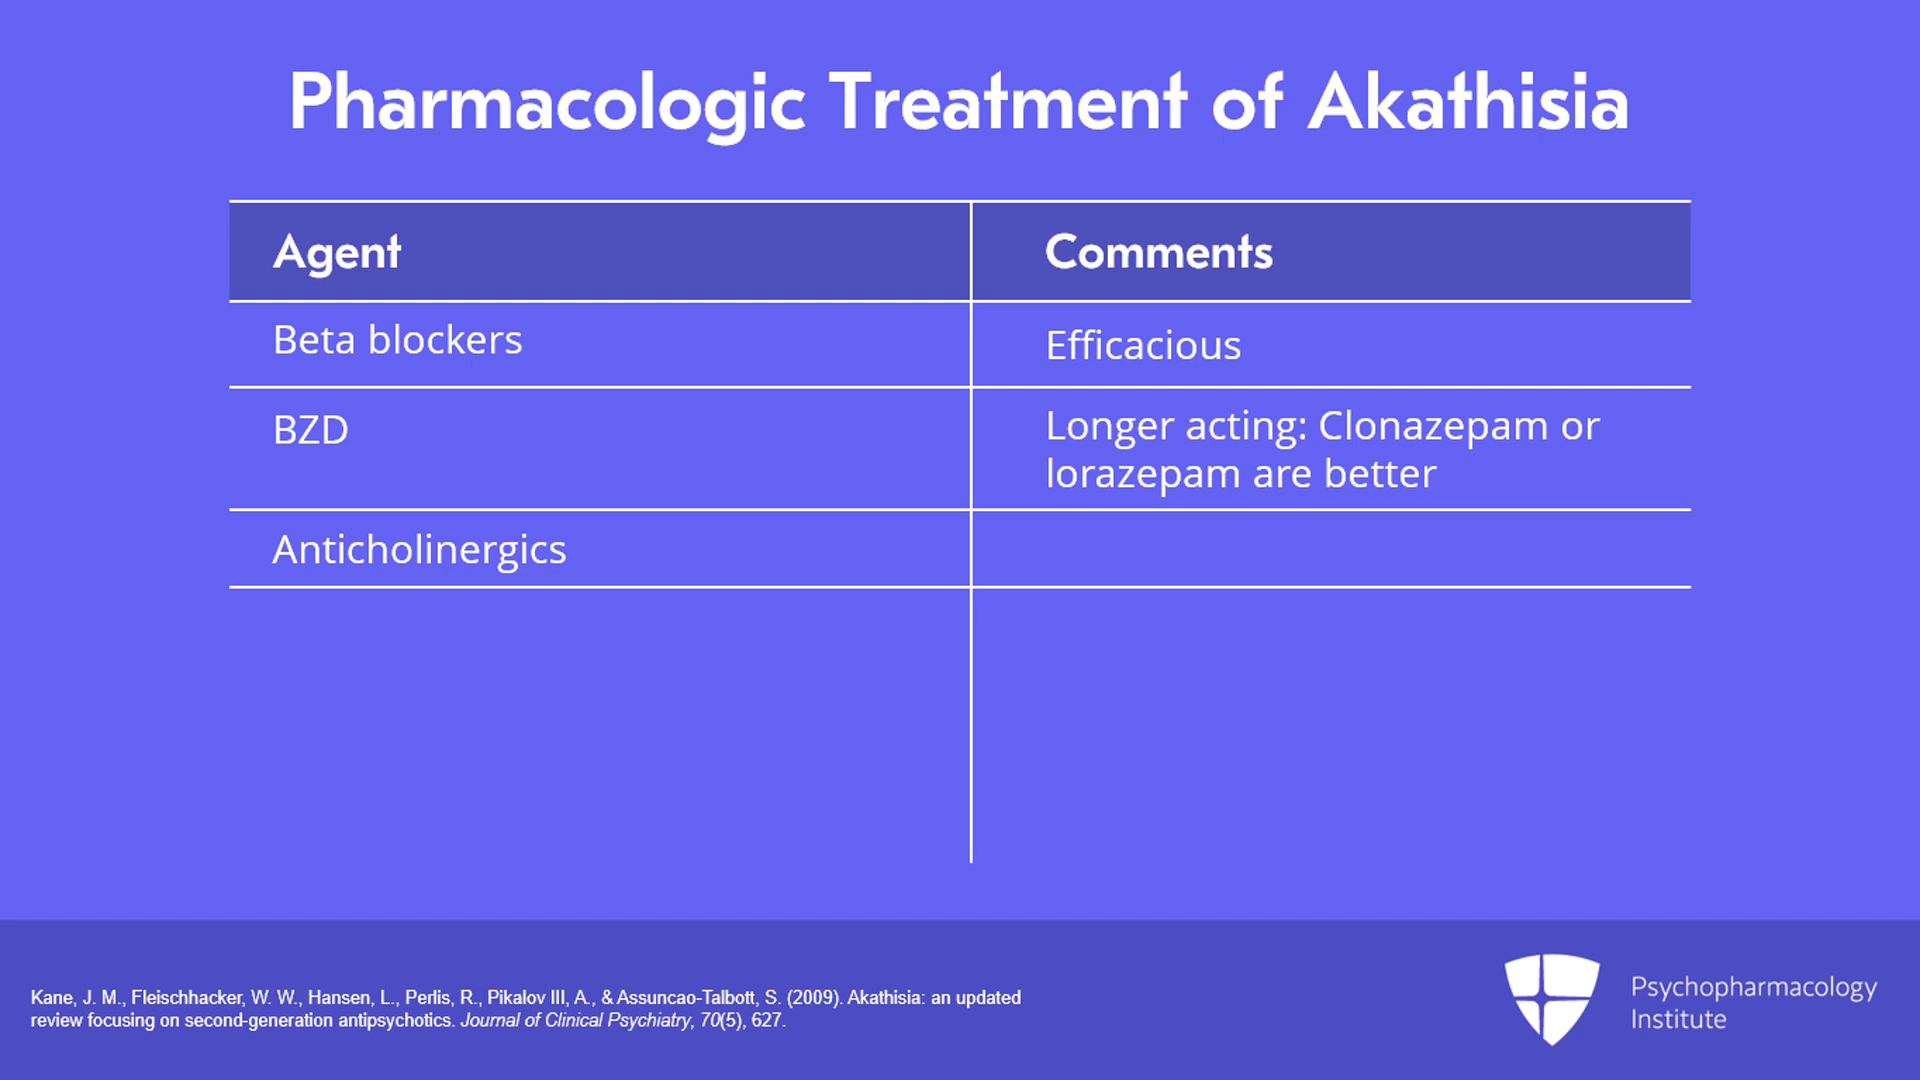 Pharmacologic Treatment of Akathisia
Agent
Comments
Beta blockers
Efficacious
BZD
Longer acting: Clonazepam or
lorazepam are better
Anticholinergics
Kane, J. M., Fleischhacker, W. W., Hansen, L., Perlis, R., Pikalov III, A., & Assuncao-Talbott, S. (2009). Akathisia: an updated
review focusing on second-generation antipsychotics. Journal of Clinical Psychiatry, 70(5), 627.
Psychopharmacology
Institute